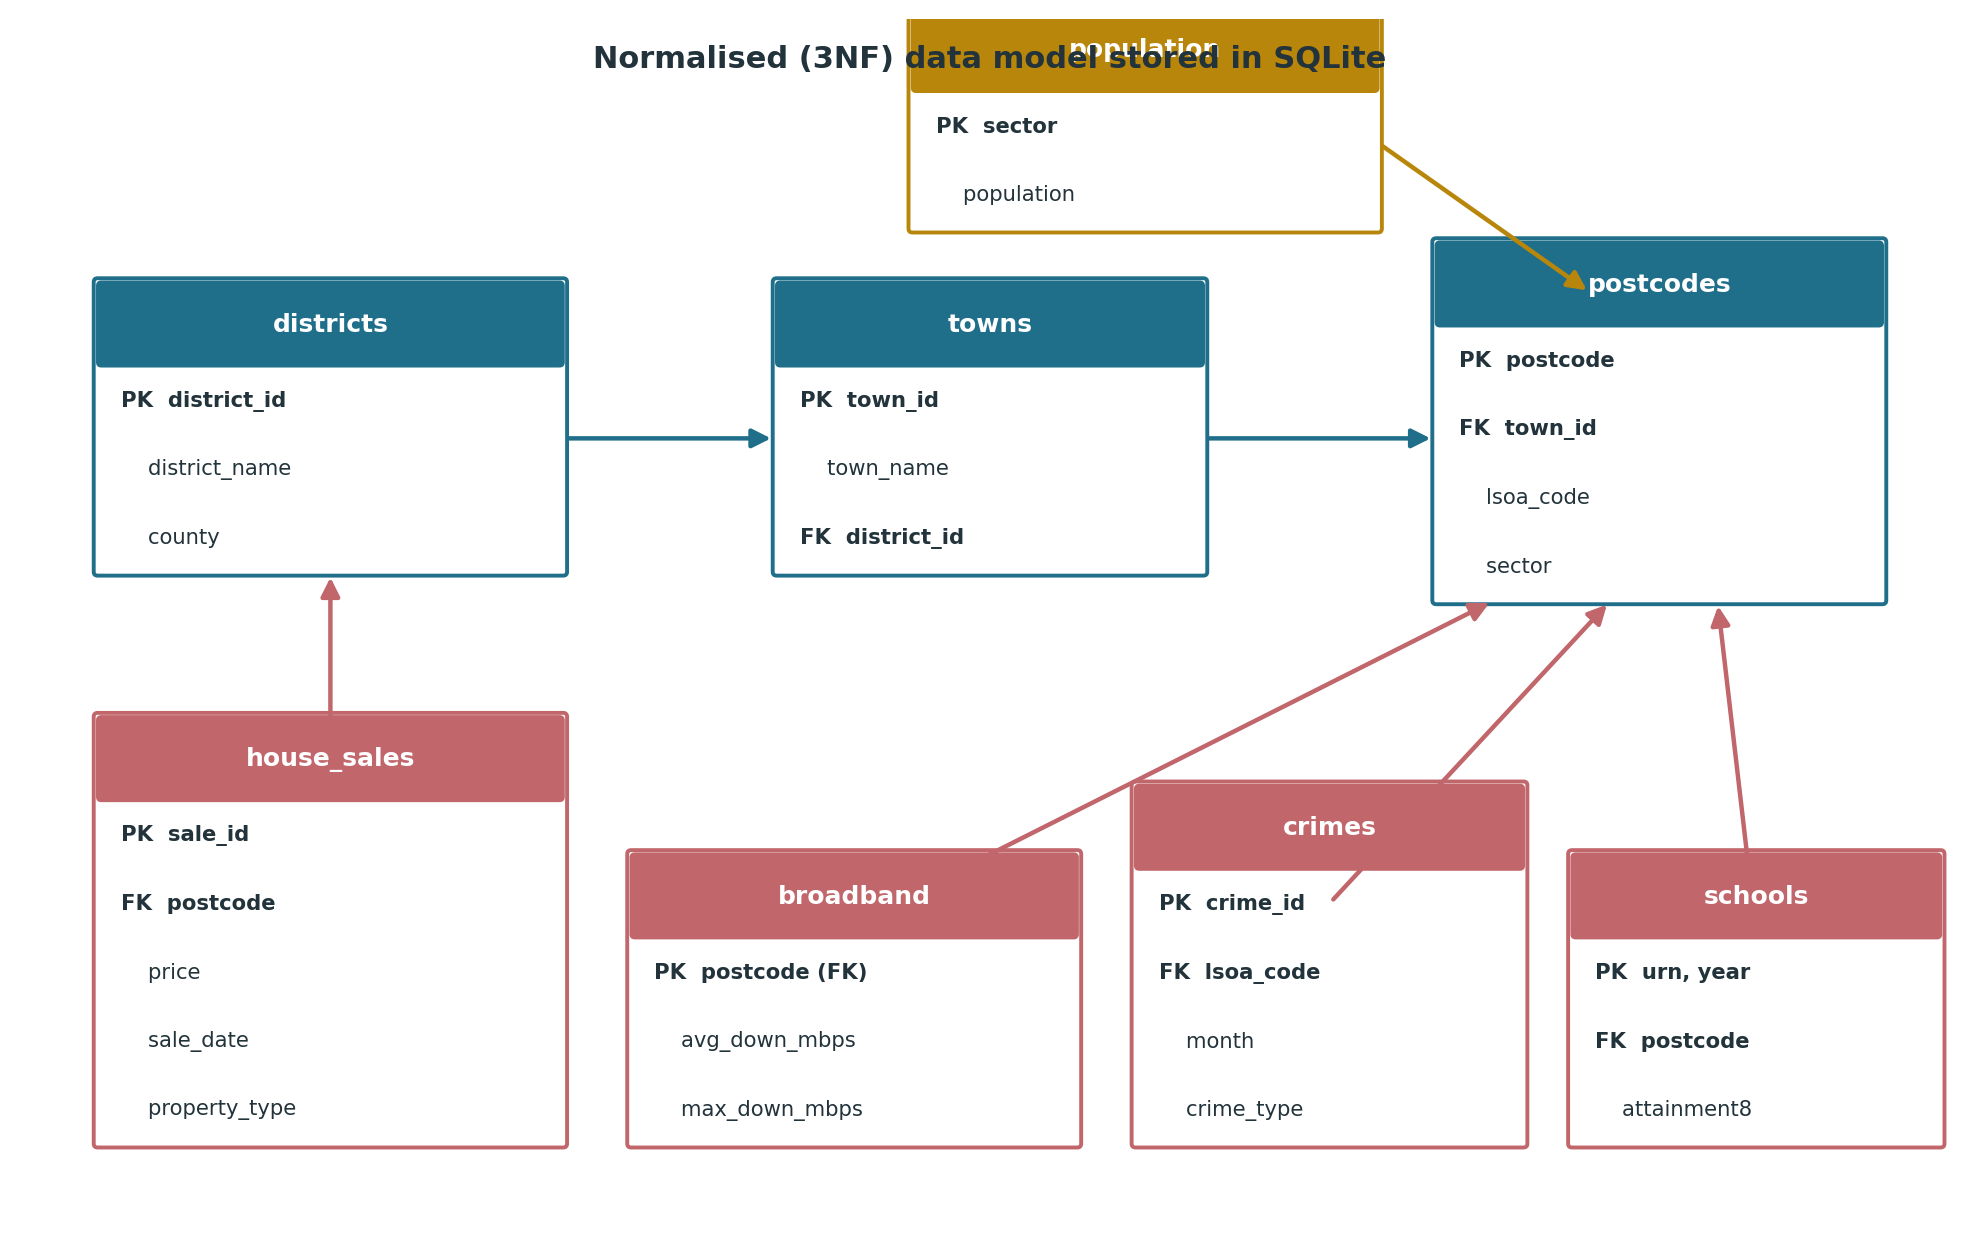 Normalised (3NF) data model stored in SQLite
population
PK sector
population
districts
PK district_id
district_name
county
towns
PK town_id
town_name
FK district_id
postcodes
PK postcode
FK town_id
lsoa_code
sector
house_sales
PK sale_id
FK postcode
price
sale_date
property_type
broadband
PK postcode (FK)
avg_down_mbps
max_down_mbps
crimes
PK crime_id
FK lsoa_code
month
crime_type
schools
PK urn, year
FK postcode
attainment8